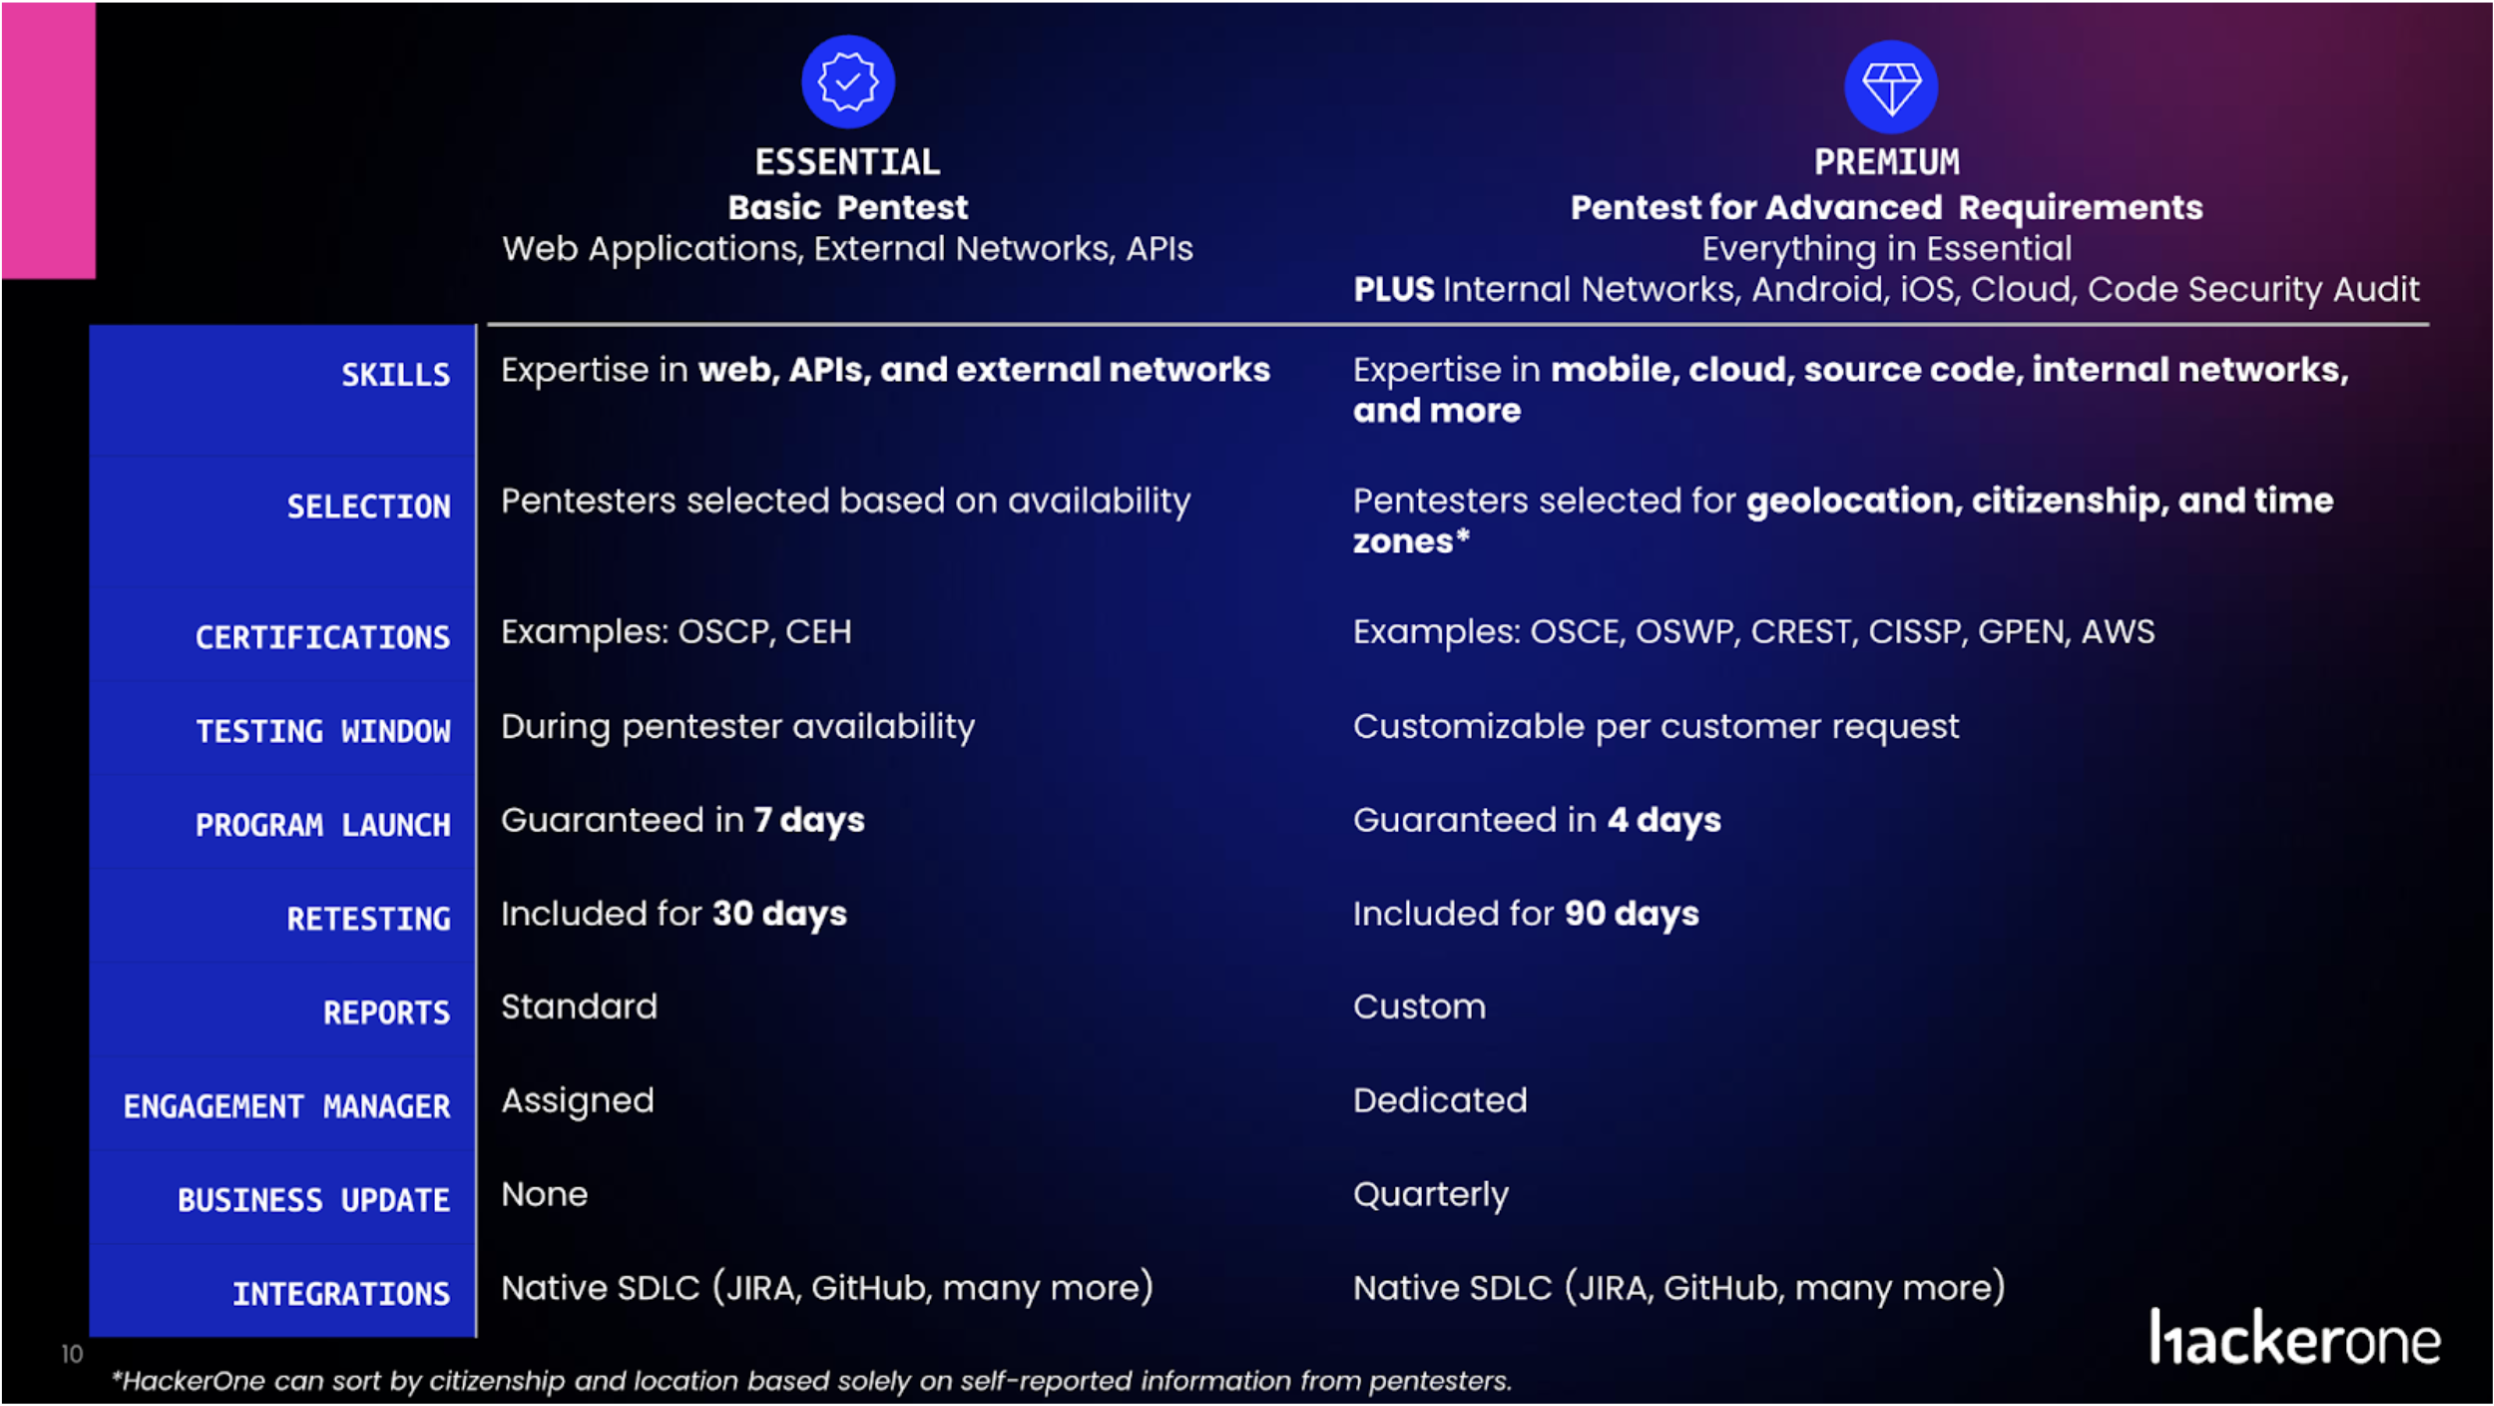 ESSENTIAL
Basic Pentest
Web Applications, External Networks, APIs
PREMIUM
Pentest for Advanced Requirements
Everything in Essential
PLUS Internal Networks, Android, iOS, Cloud, Code Security Audit
SKILLS
Expertise in web, APIs, and external networks
Expertise in mobile, cloud, source code, internal networks,
and more
SELECTION
Pentesters selected based on availability
Pentesters selected for geolocation, citizenship, and time
zones*
CERTIFICATIONS
Examples: OSCP, CEH
Examples: OSCE, OSWP, CREST, CISSP, GPEN, AWS
TESTING WINDOW
During pentester availability
Customizable per customer request
PROGRAM LAUNCH
Guaranteed in 7 days
Guaranteed in 4 days
RETESTING
Included for 30 days
Included for 90 days
REPORTS
Standard
Custom
ENGAGEMENT MANAGER
Assigned
Dedicated
BUSINESS UPDATE
None
Quarterly
INTEGRATIONS
Native SDLC (JIRA, GitHub, many more)
Native SDLC (JIRA, GitHub, many more)
hackerone
10
*HackerOne can sort by citizenship and location based solely on self-reported information from pentesters.